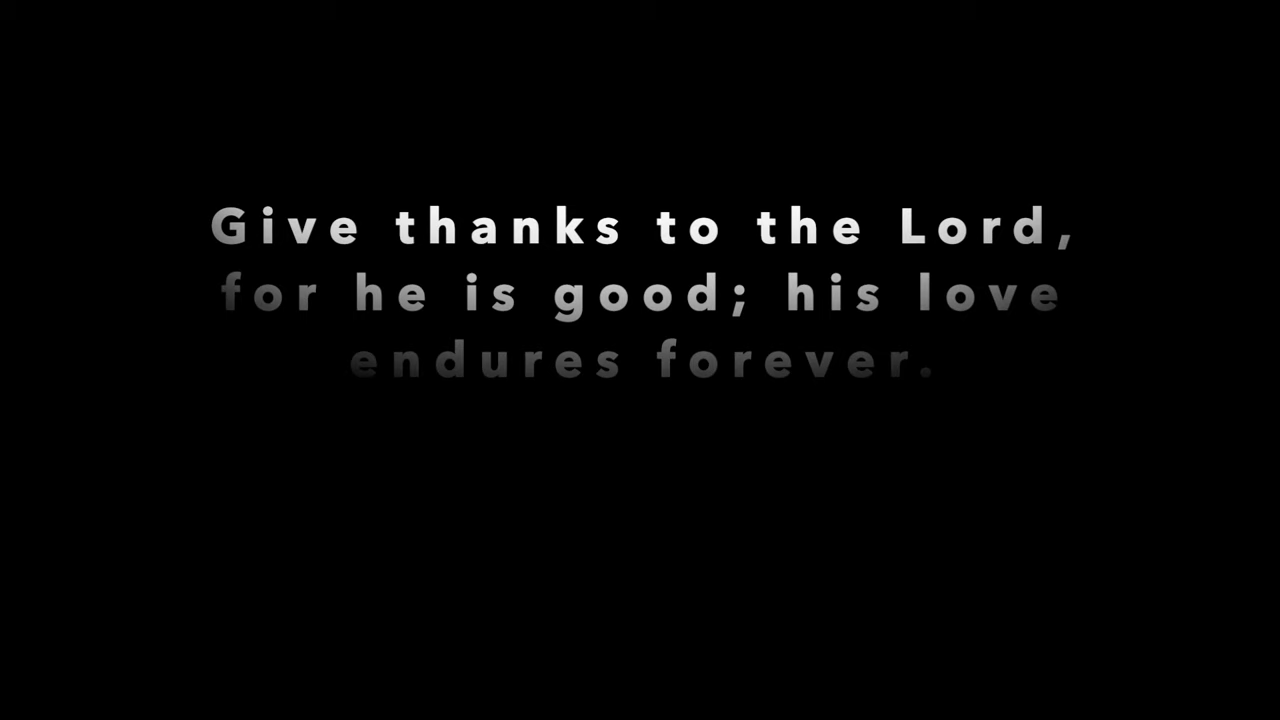 Give thanks to the Lord,
for he is good; his love
endures forever.